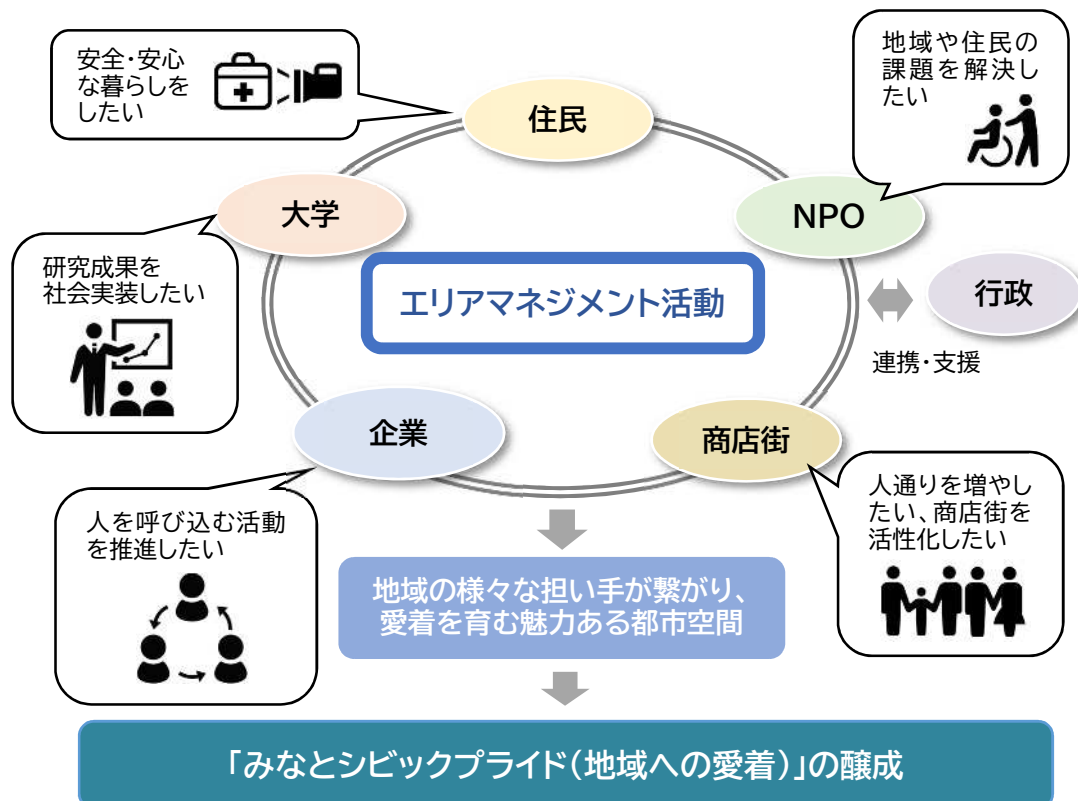 安全・安心
な暮らしを
したい
地域や住民の
課題を解決し
たい
住民
大学
NPO
研究成果を
社会実装したい
エリアマネジメント活動
行政
連携・支援
企業
商店街
人を呼び込む活動
を推進したい
人通りを増やし
たい、商店街を
活性化したい
地域の様々な担い手が繋がり、
愛着を育む魅力ある都市空間
「みなとシビックプライド(地域への愛着)」の醸成